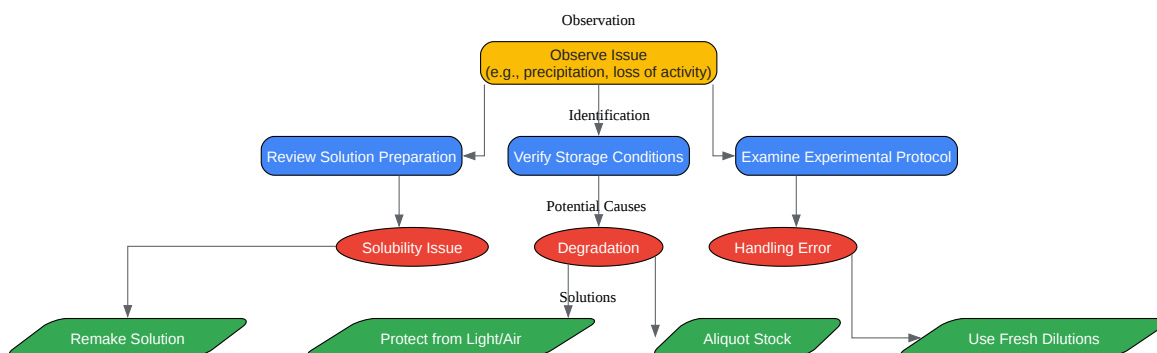 Observation
Observe Issue
(e.g., precipitation, loss of activity)
Identification
Review Solution Preparation
Verify Storage Conditions
Examine Experimental Protocol
Potential Causes
Solubility Issue
Degradation
Handling Error
Solutions
Remake Solution
Protect from Light/Air
Aliquot Stock
Use Fresh Dilutions